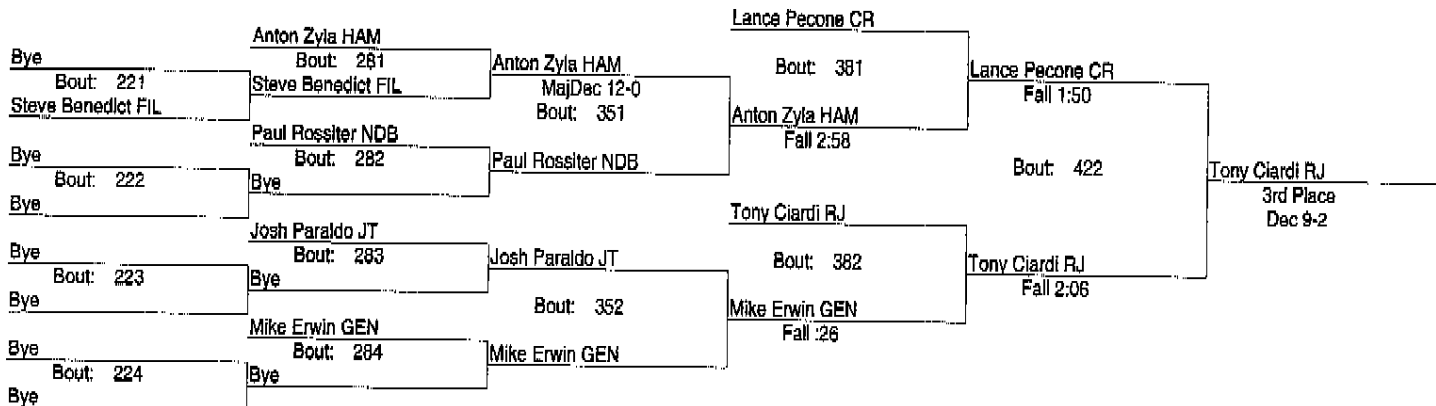 Lance Pecone CR
Anton Zyla HAM
Bye
Bout: 281
Anton Zyla HAM
Bout: 381
Lance Pecone CR
Bout: 221
Steve Benedict FIL
MajDec 12-0
Fall 1:50
Steve Benedict FIL
Bout: 351
Anton Zyla HAM
Paul Rossiter NDB
Fall 2:58
Bye
Bout: 282
Paul Rossiter NDB
Bout: 422
Tony Ciardi RJ
Bout: 222
Bye
3rd Place
Bye
Tony Ciardi RJ
Dec 9-2
Josh Paraldo JT
Bye
Bout: 283
Josh Paraldo JT
Bout: 382
Tony Ciardi RJ
Bout: 223
Bye
Fall 2:06
Bye
Bout: 352
Mike Erwin GEN
Mike Erwin GEN
Fall :26
Bye
Bout: 284
Mike Erwin GEN
Bout: 224
Bye
Bye